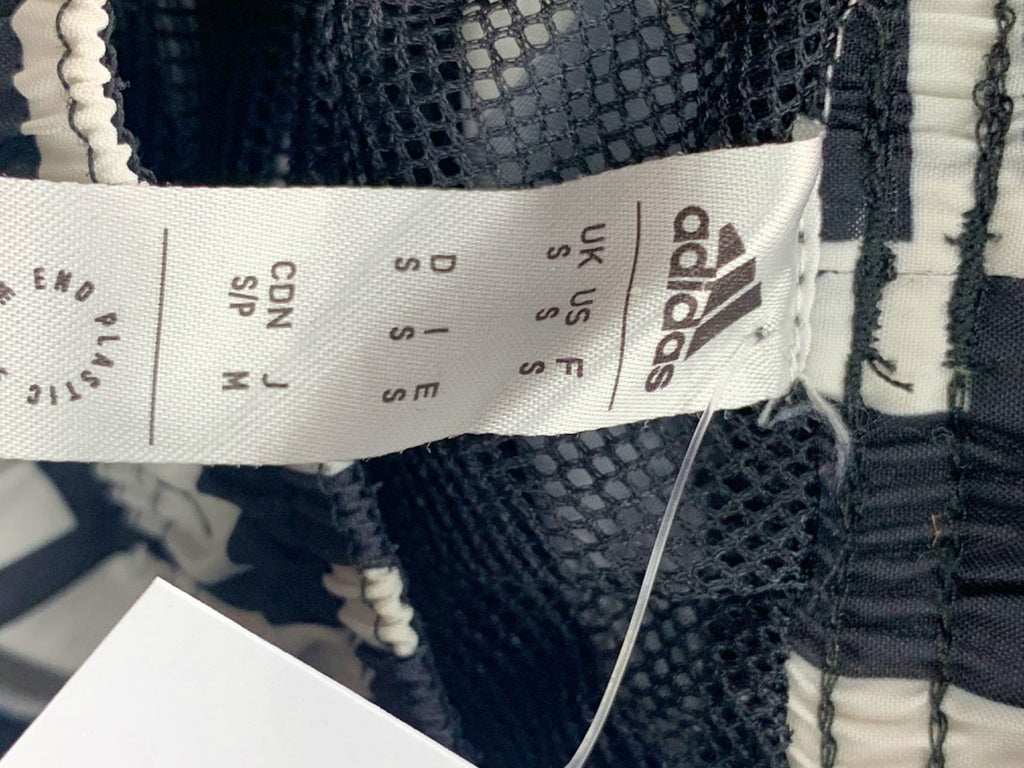 adidas
UK US F
S S S
D I E
S S S
CDN J
S/P M
END PLASTIC